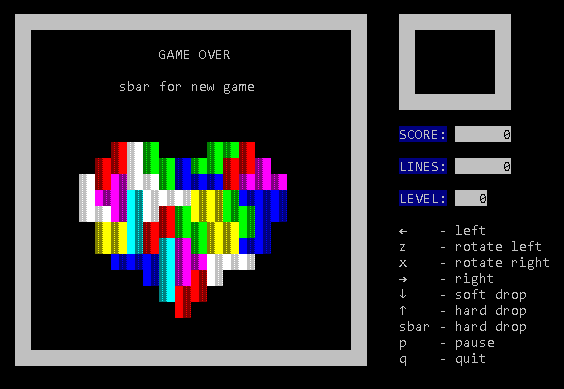 GAME OVER
sbar for new game
SCORE: 0
LINES: 0
LEVEL: 0
← - left
z - rotate left
x - rotate right
→ - right
↓ - soft drop
↑ - hard drop
sbar - hard drop
p - pause
q - quit